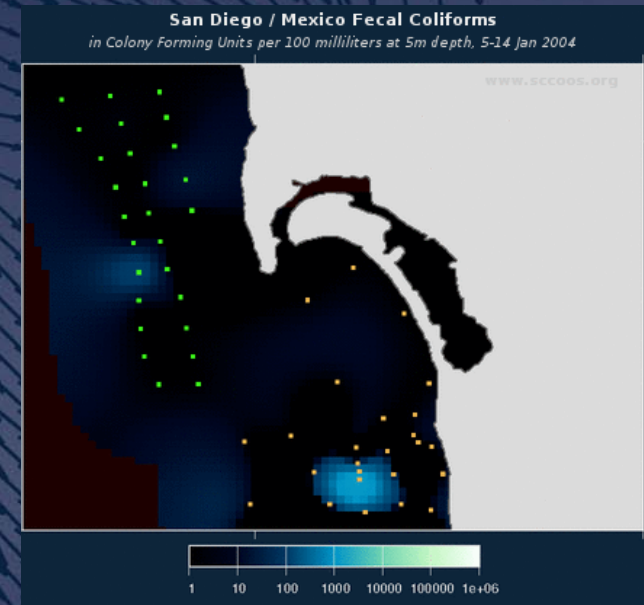 San Diego / Mexico Fecal Coliforms
in Colony Forming Units per 100 milliliters at 5m depth, 5-14 Jan 2004
www.sccoos.org
1 10 100 1000 10000 100000 1e+06